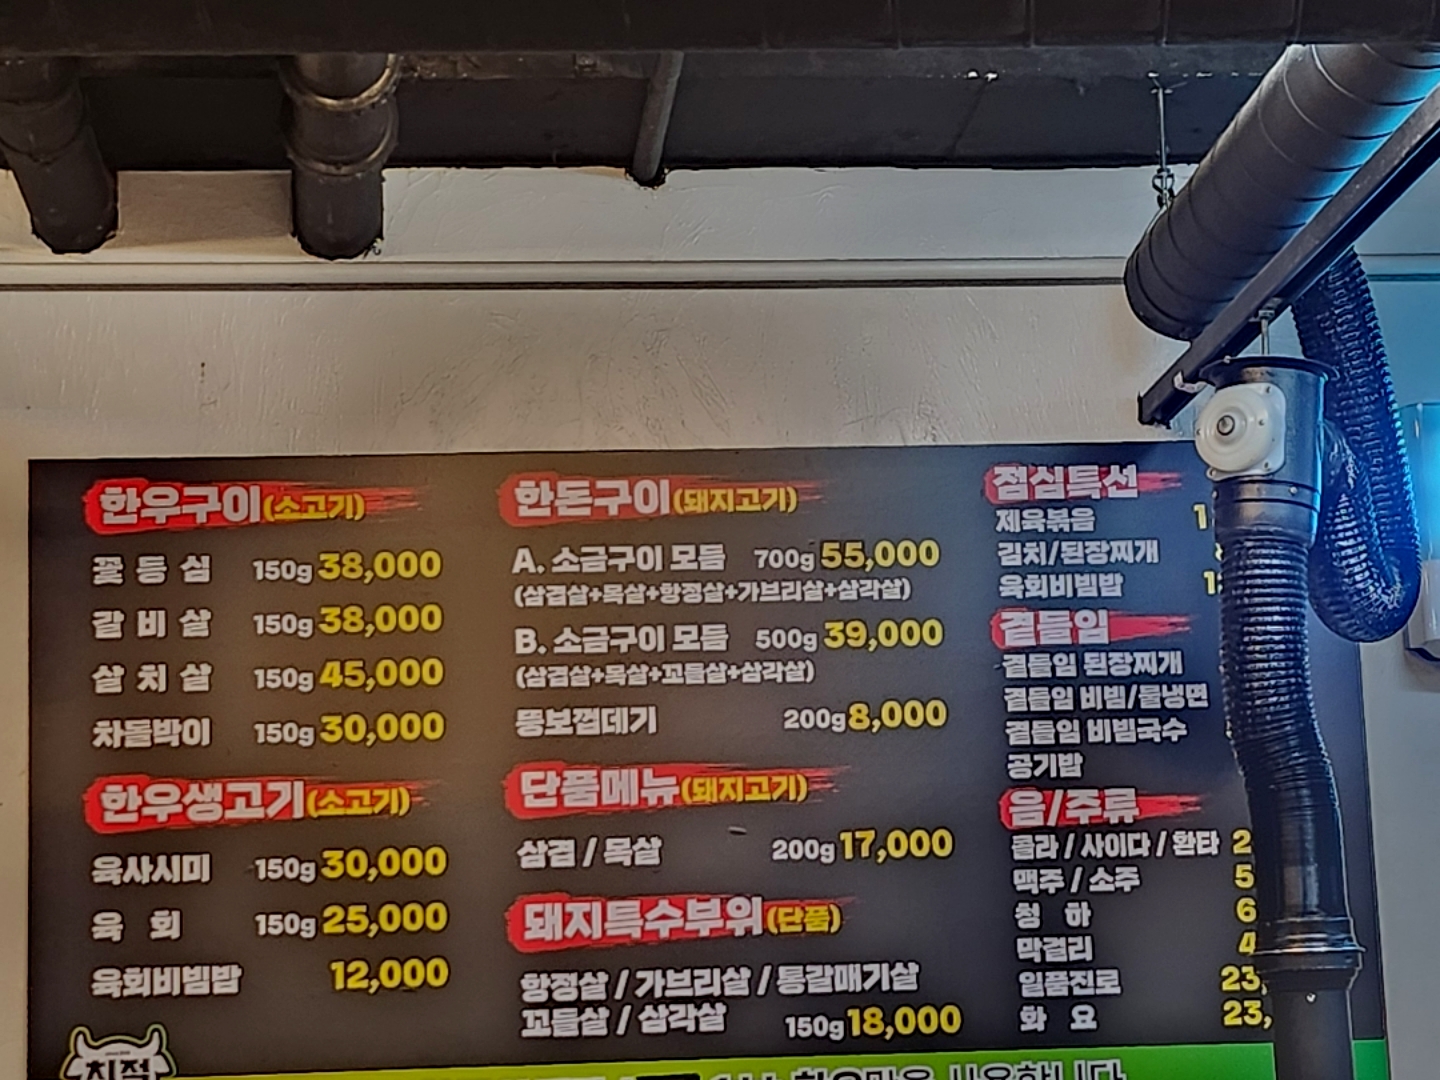 한우구이(소고기)
꽃등심 150g 38,000
갈비살 150g 38,000
살치살 150g 45,000
차돌박이 150g 30,000
한우생고기(소고기)
육사시미 150g 30,000
육회 150g 25,000
육회비빔밥 12,000
한돈구이(돼지고기)
A. 소금구이 모듬 700g 55,000
(삼겹살+목살+항정살+가브리살+삼각살)
B. 소금구이 모듬 500g 39,000
(삼겹살+목살+꼬들살+삼각살)
뚱보껍데기 200g 8,000
단품메뉴(돼지고기)
삼겹 / 목살 200g 17,000
돼지특수부위(단품)
항정살 / 가브리살 / 통갈매기살
꼬들살 / 삼각살 150g 18,000
점심특선
제육볶음
김치/된장찌개
육회비빔밥
곁들임
곁들임 된장찌개
곁들임 비빔/물냉면
곁들임 비빔국수
공기밥
음/주류
콜라 / 사이다 / 환타 2
맥주 / 소주 5
청하 6
막걸리 4
일품진로 23,
화요 23,